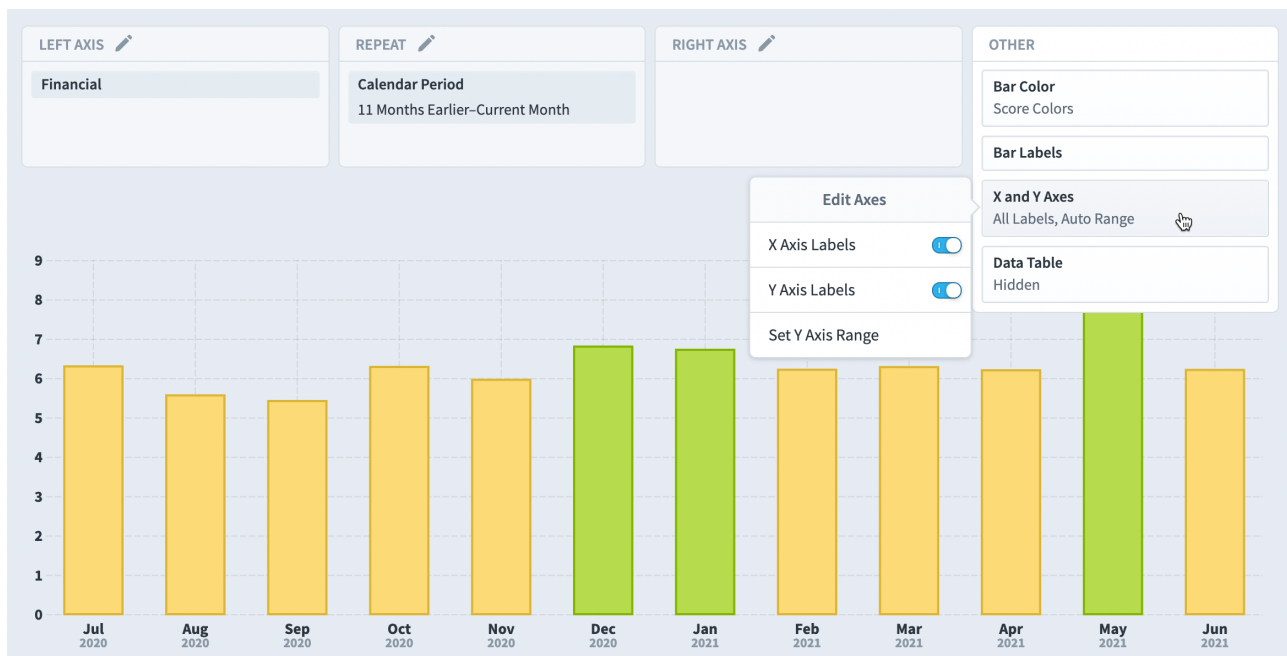 LEFT AXIS
Financial
REPEAT
Calendar Period
11 Months Earlier–Current Month
RIGHT AXIS
OTHER
Bar Color
Score Colors
Bar Labels
X and Y Axes
All Labels, Auto Range
Data Table
Hidden
Edit Axes
X Axis Labels
Y Axis Labels
Set Y Axis Range
9
8
7
6
5
4
3
2
1
0
Jul Aug Sep Oct Nov Dec Jan Feb Mar Apr May Jun
2020 2020 2020 2020 2020 2020 2021 2021 2021 2021 2021 2021